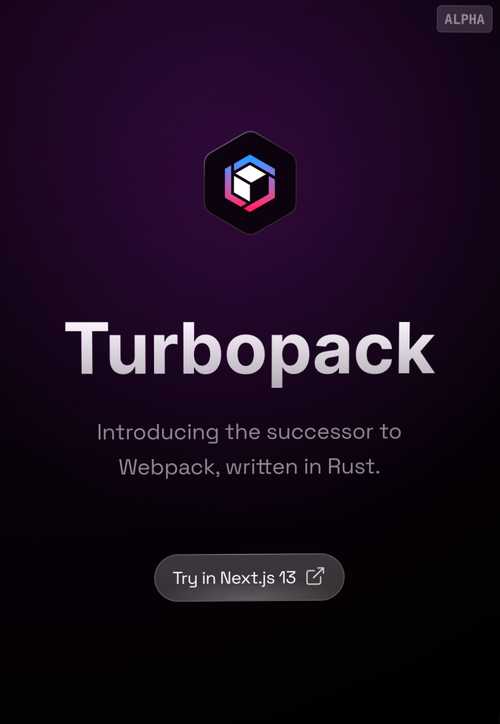 ALPHA
Turbopack
Introducing the successor to
Webpack, written in Rust.
Try in Next.js 13